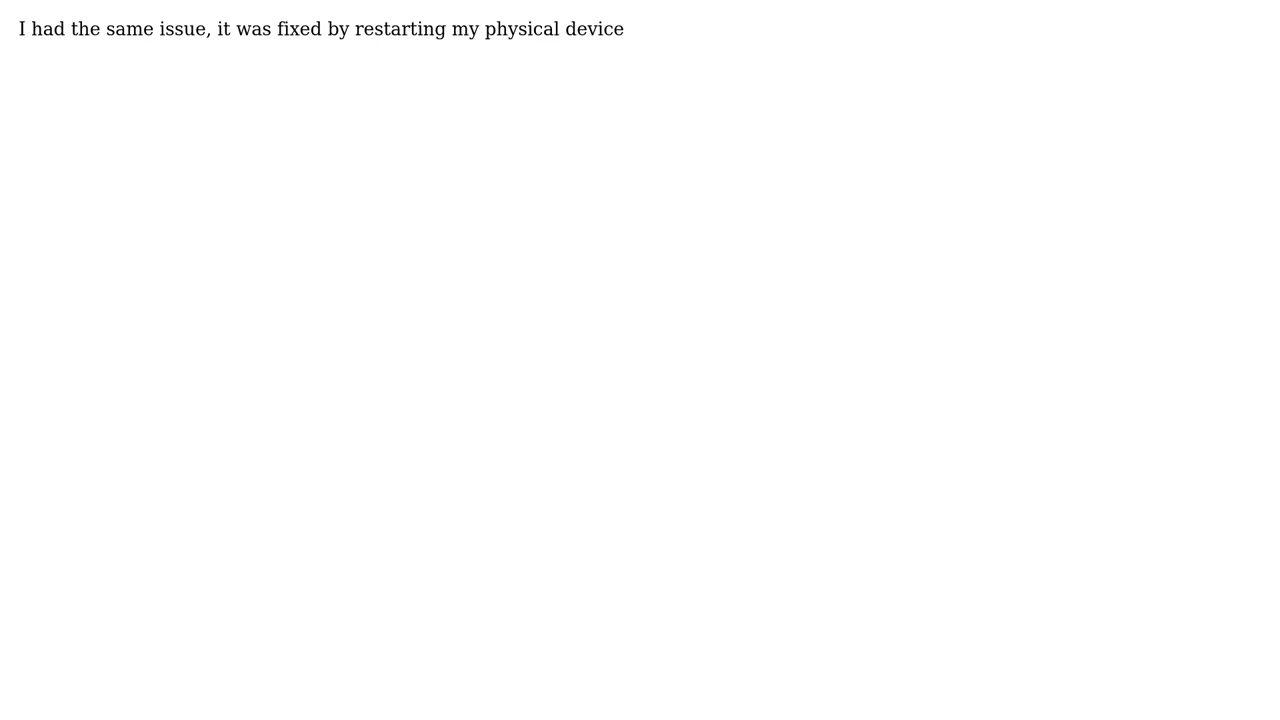 I had the same issue, it was fixed by restarting my physical device